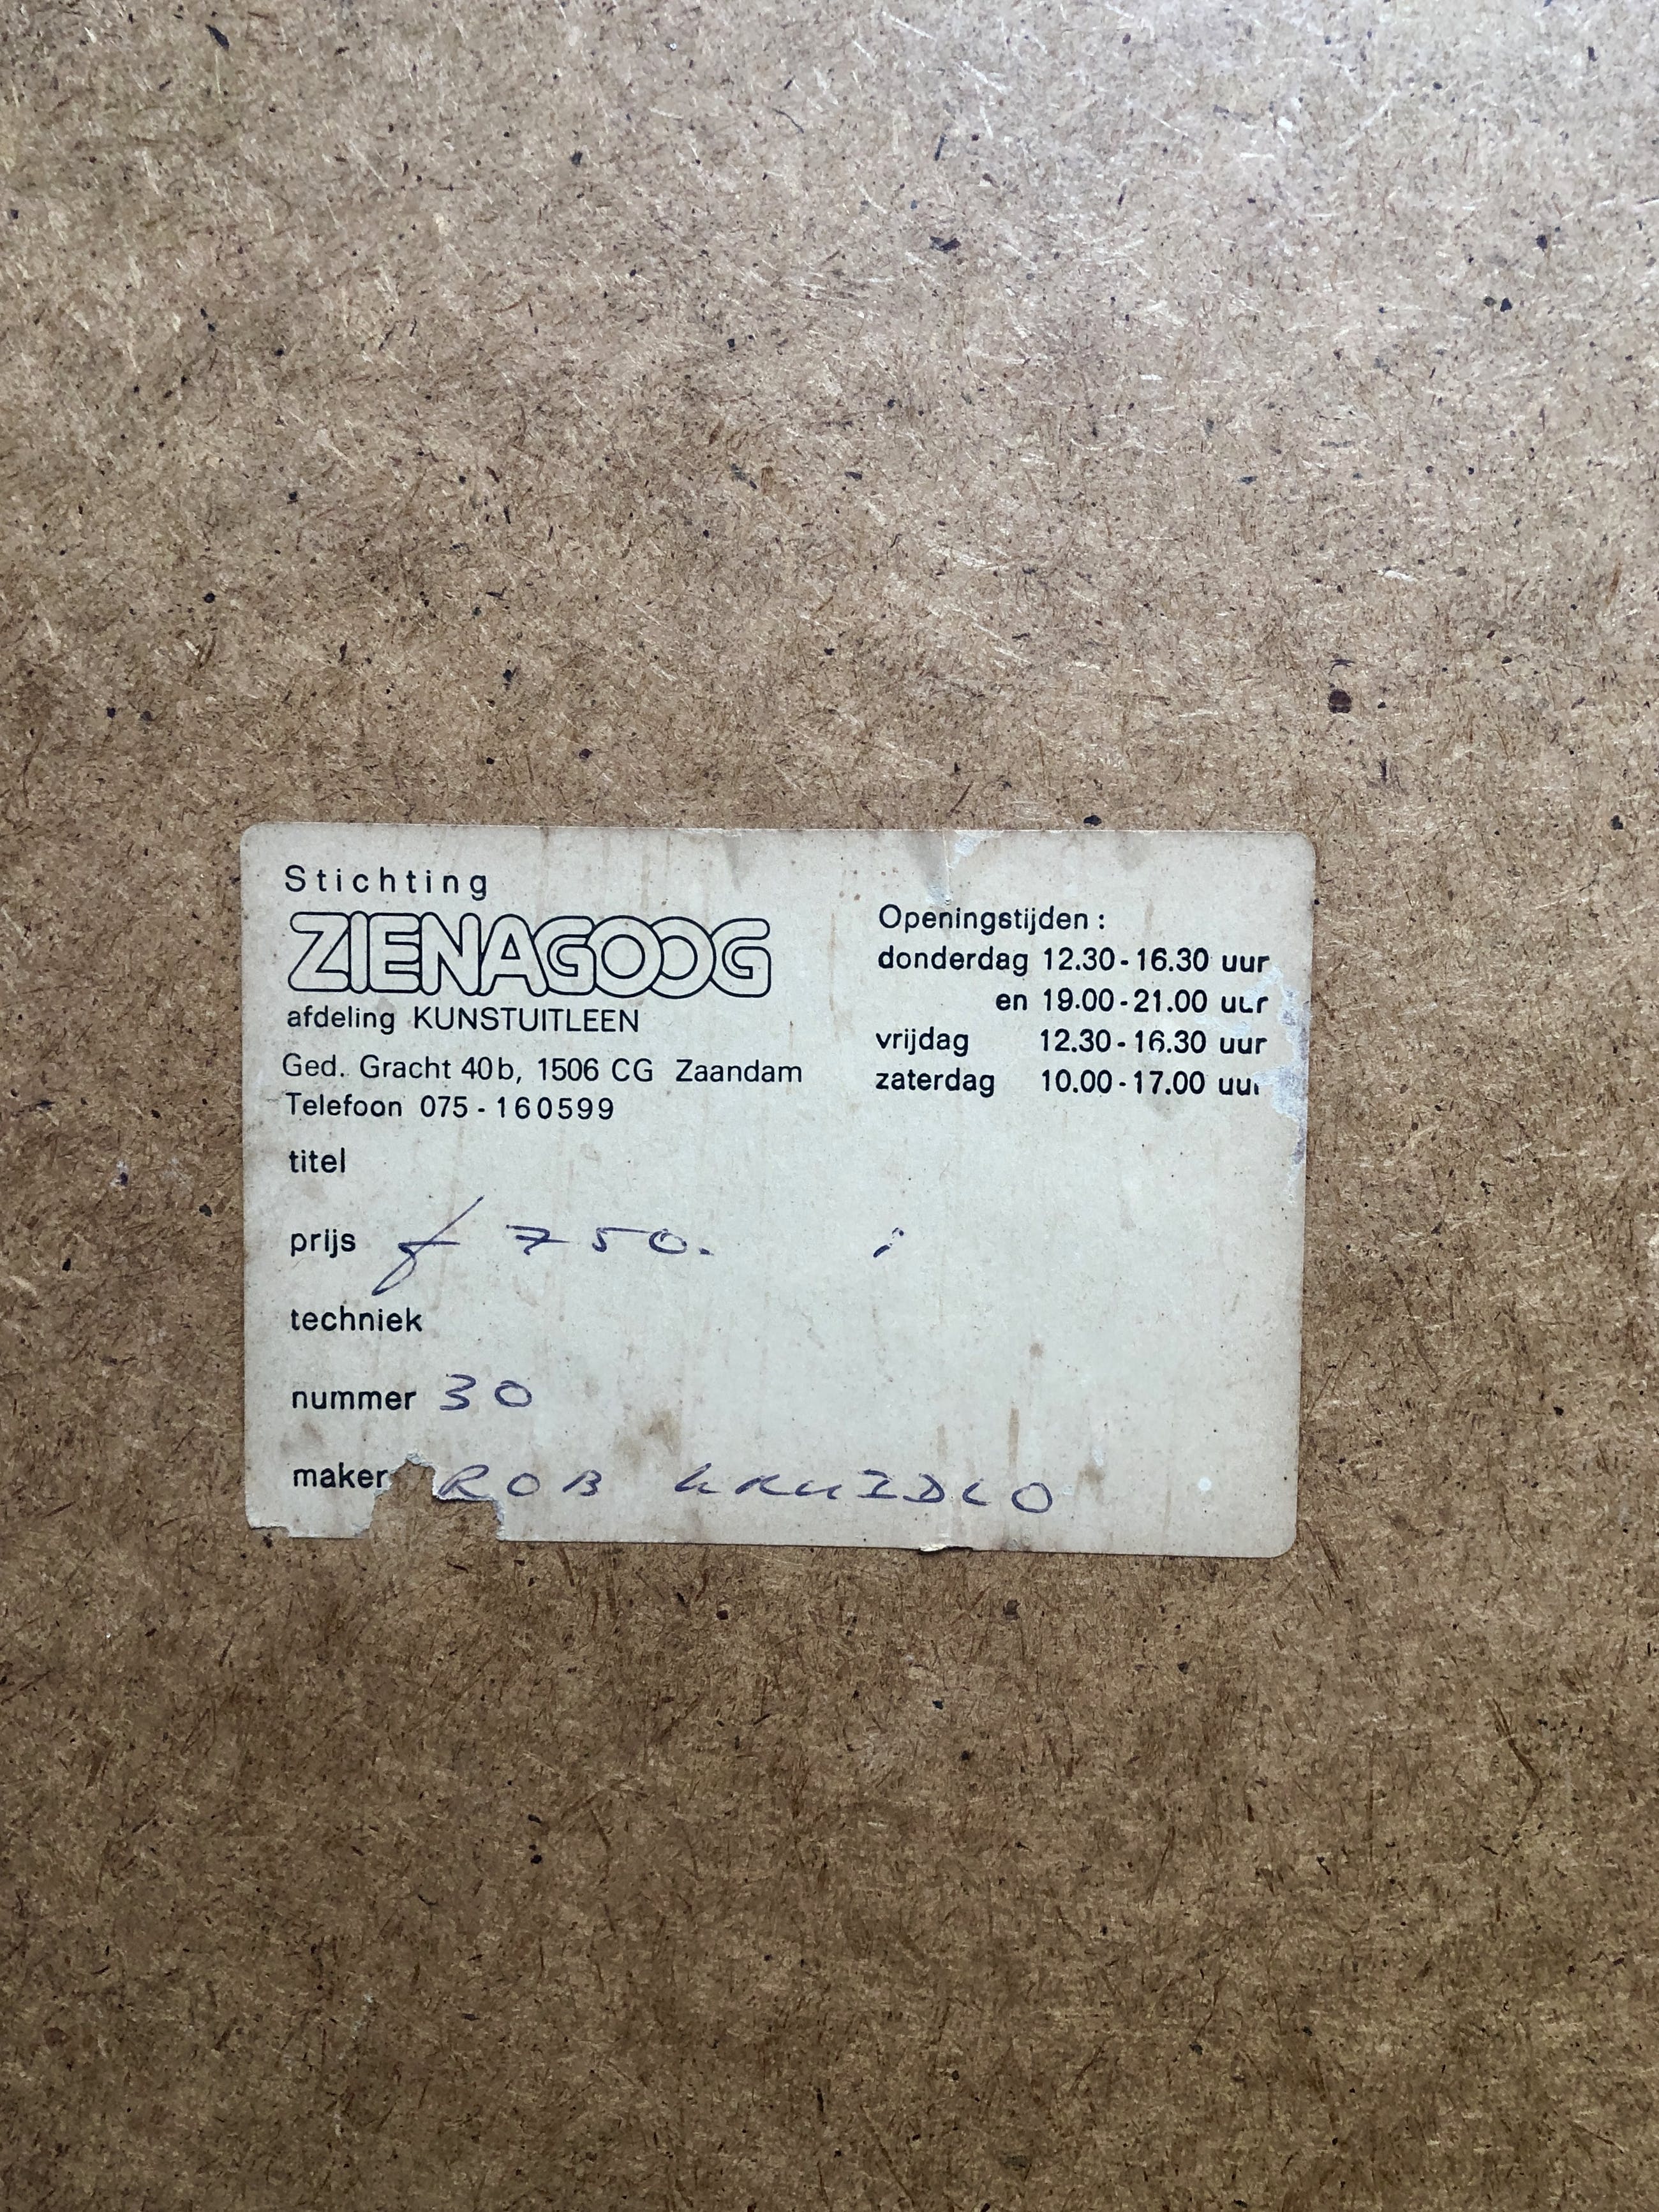 Stichting
ZIENAGOOG
afdeling KUNSTUITLEEN
Ged. Gracht 40b, 1506 CG Zaandam
Telefoon 075-160599
Openingstijden:
donderdag 12.30-16.30 uur
en 19.00-21.00 uur
vrijdag 12.30-16.30 uur
zaterdag 10.00-17.00 uur
titel
prijs f 750.
techniek
nummer 30
maker ROB